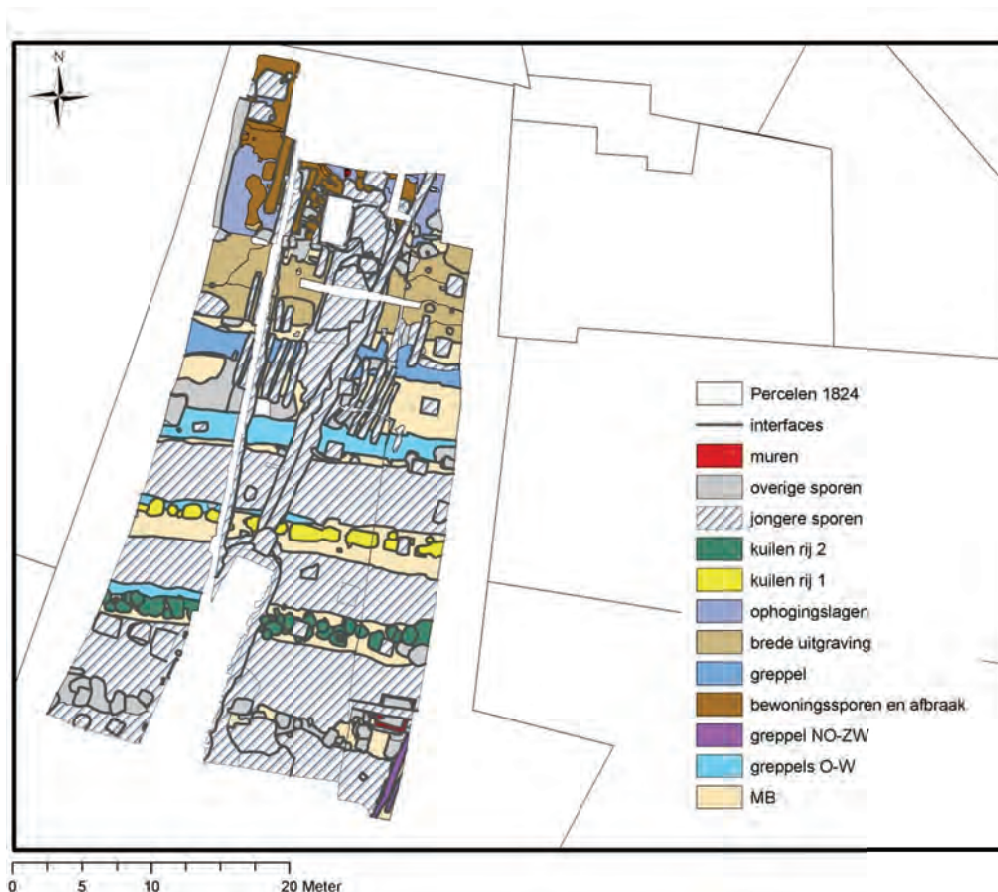 N
Percelen 1824
interfaces
muren
overige sporen
jongere sporen
kuilen rij 2
kuilen rij 1
ophogingslagen
brede uitgraving
greppel
bewoningssporen en afbraak
greppel NO-ZW
greppels O-W
MB
0 5 10 20 Meter